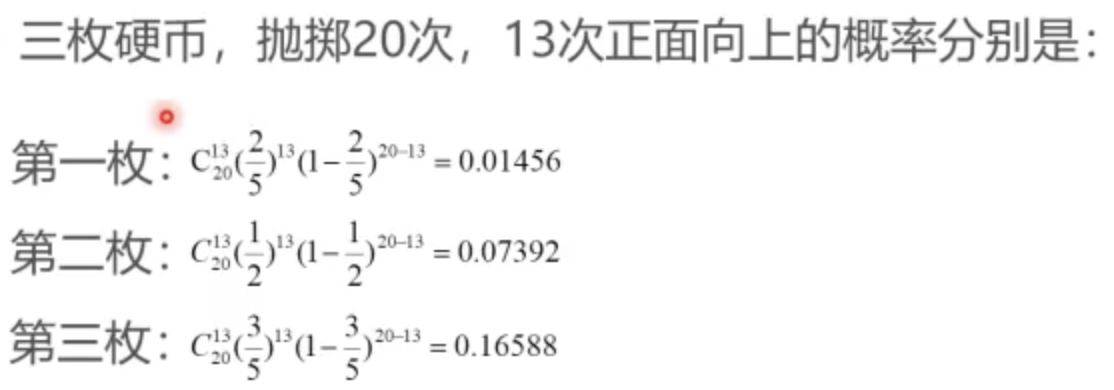 三枚硬币，抛掷20次，13次正面向上的概率分别是：
第一枚：$C_{20}^{13}(\frac{2}{5})^{13}(1-\frac{2}{5})^{20-13}=0.01456$
第二枚：$C_{20}^{13}(\frac{1}{2})^{13}(1-\frac{1}{2})^{20-13}=0.07392$
第三枚：$C_{20}^{13}(\frac{3}{5})^{13}(1-\frac{3}{5})^{20-13}=0.16588$